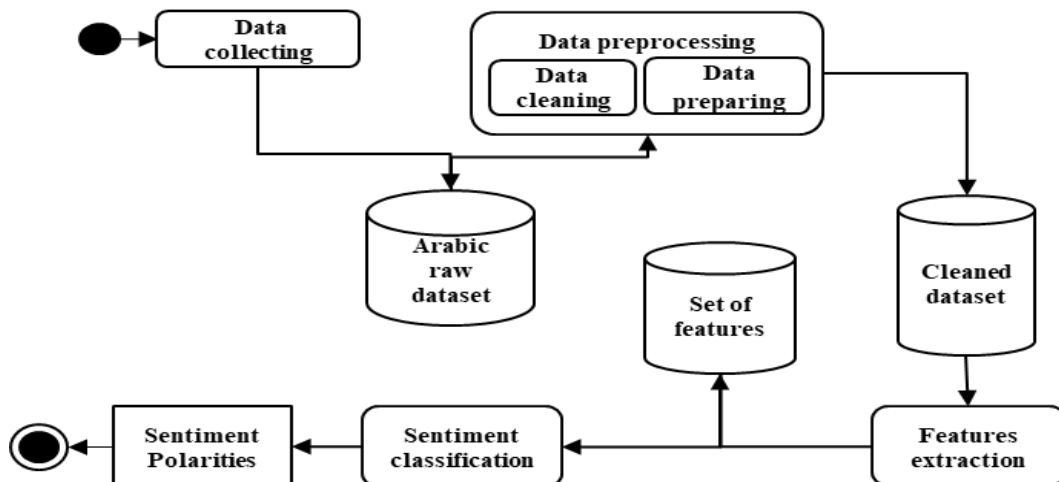 Data
collecting
Data preprocessing
Data
cleaning
Data
preparing
Arabic
raw
dataset
Set of
features
Cleaned
dataset
Sentiment
Polarities
Sentiment
classification
Features
extraction